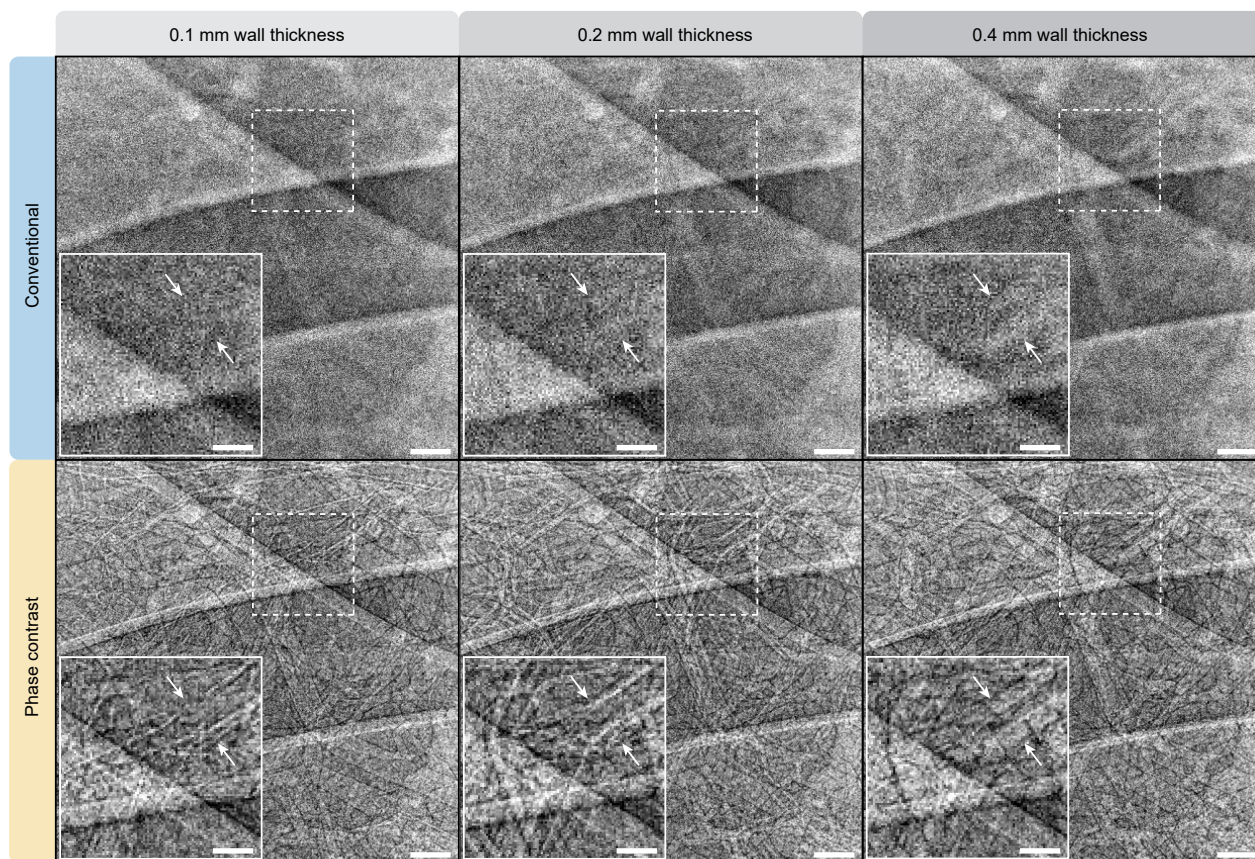 0.1 mm wall thickness
0.2 mm wall thickness
0.4 mm wall thickness
Conventional
Phase contrast